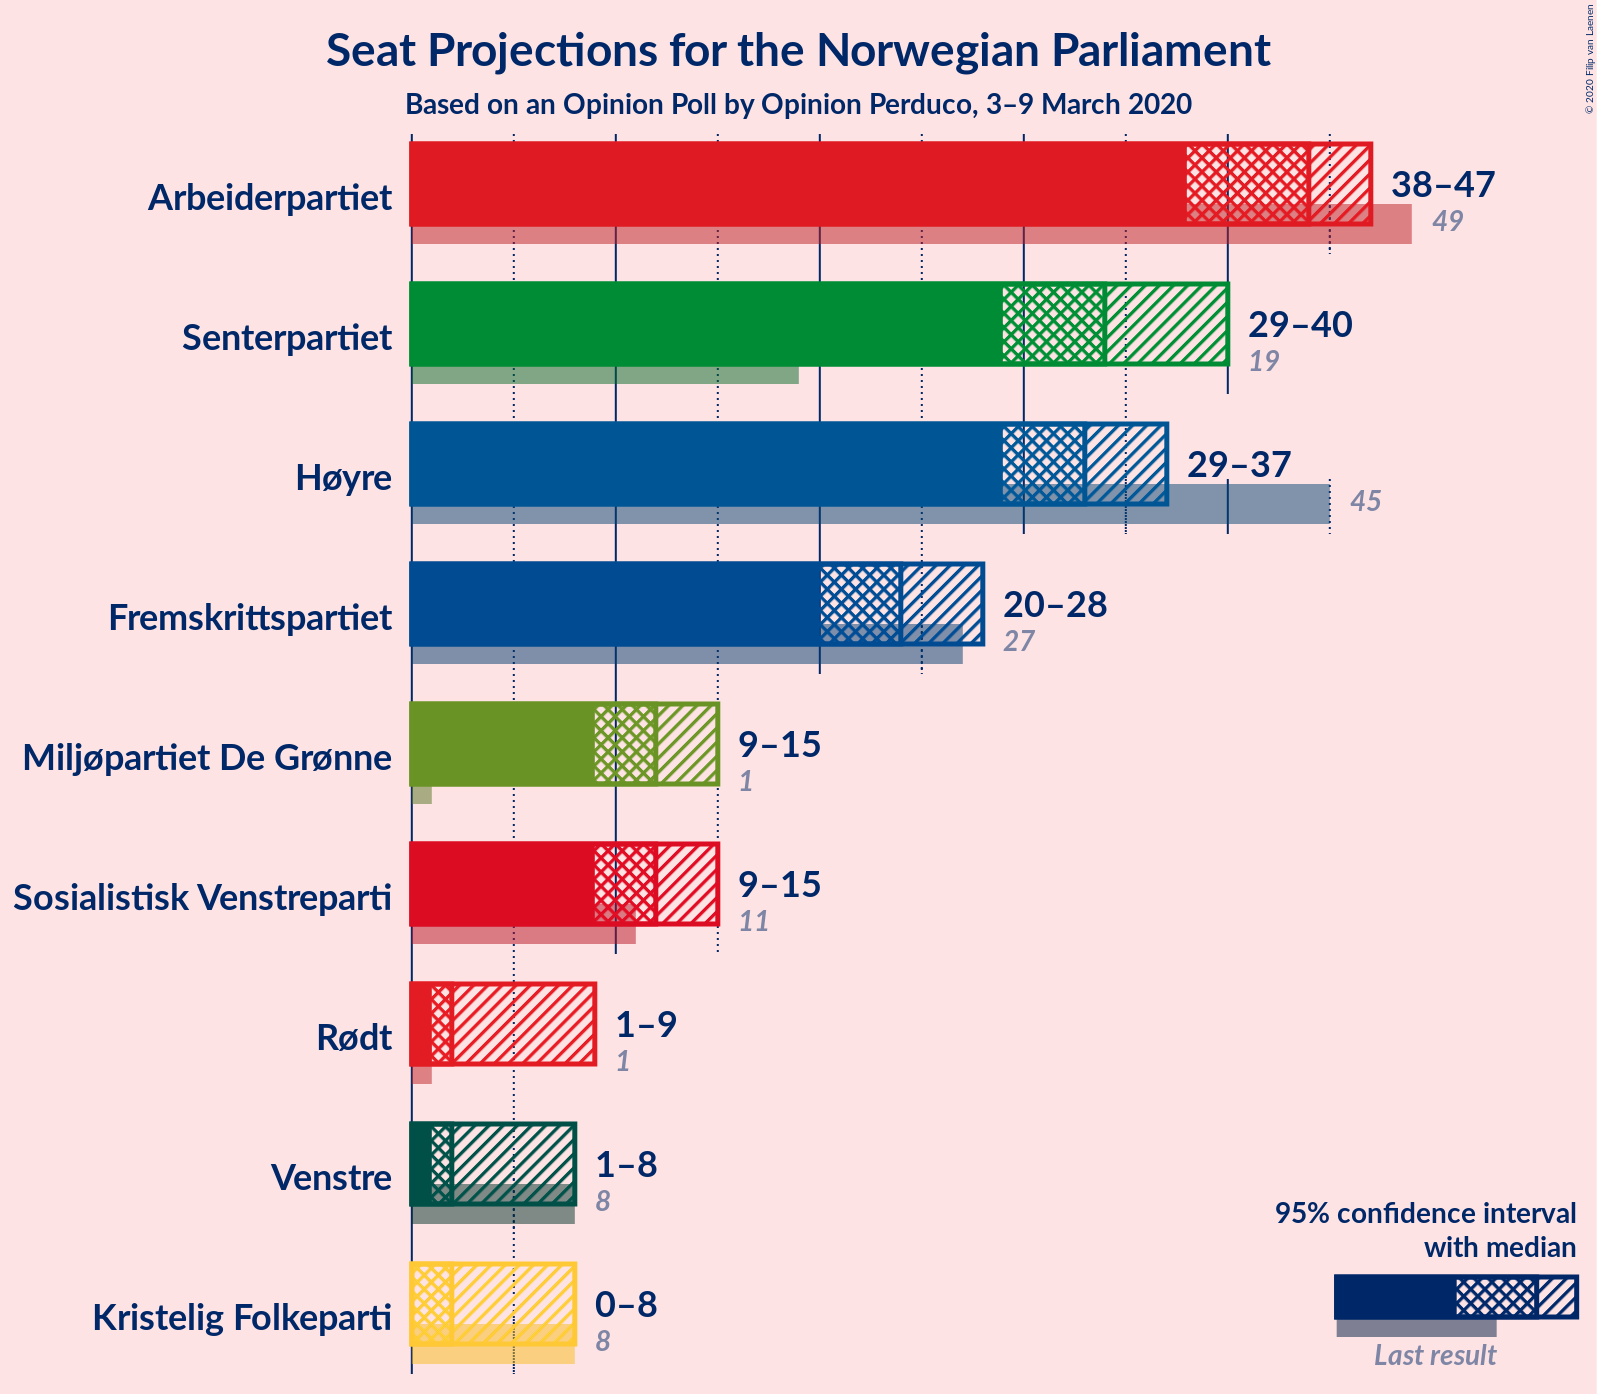 Seat Projections for the Norwegian Parliament
Based on an Opinion Poll by Opinion Perduco, 3–9 March 2020
© 2020 Filip van Laenen
Arbeiderpartiet
38–47
49
Senterpartiet
29–40
19
Høyre
29–37
45
Fremskrittspartiet
20–28
27
Miljøpartiet De Grønne
9–15
1
Sosialistisk Venstreparti
9–15
11
Rødt
1–9
1
Venstre
1–8
8
Kristelig Folkeparti
0–8
8
95% confidence interval
with median
Last result